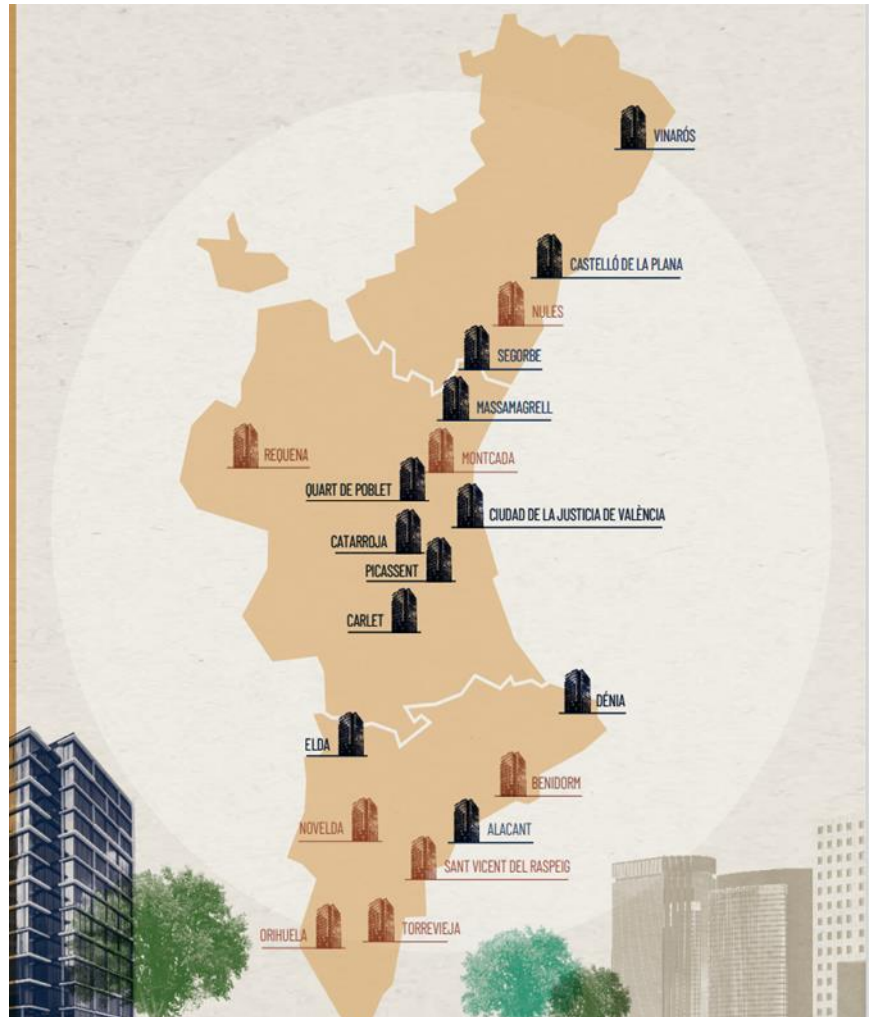 VINARÓS
CASTELLÓ DE LA PLANA
NULES
SEGORBE
MASSAMAGRELL
REQUENA
MONTCADA
QUART DE POBLET
CIUDAD DE LA JUSTICIA DE VALÈNCIA
CATARROJA
PICASSENT
CARLET
DÉNIA
ELDA
BENIDORM
NOVELDA
ALACANT
SANT VICENT DEL RASPEIG
ORIHUELA
TORREVIEJA